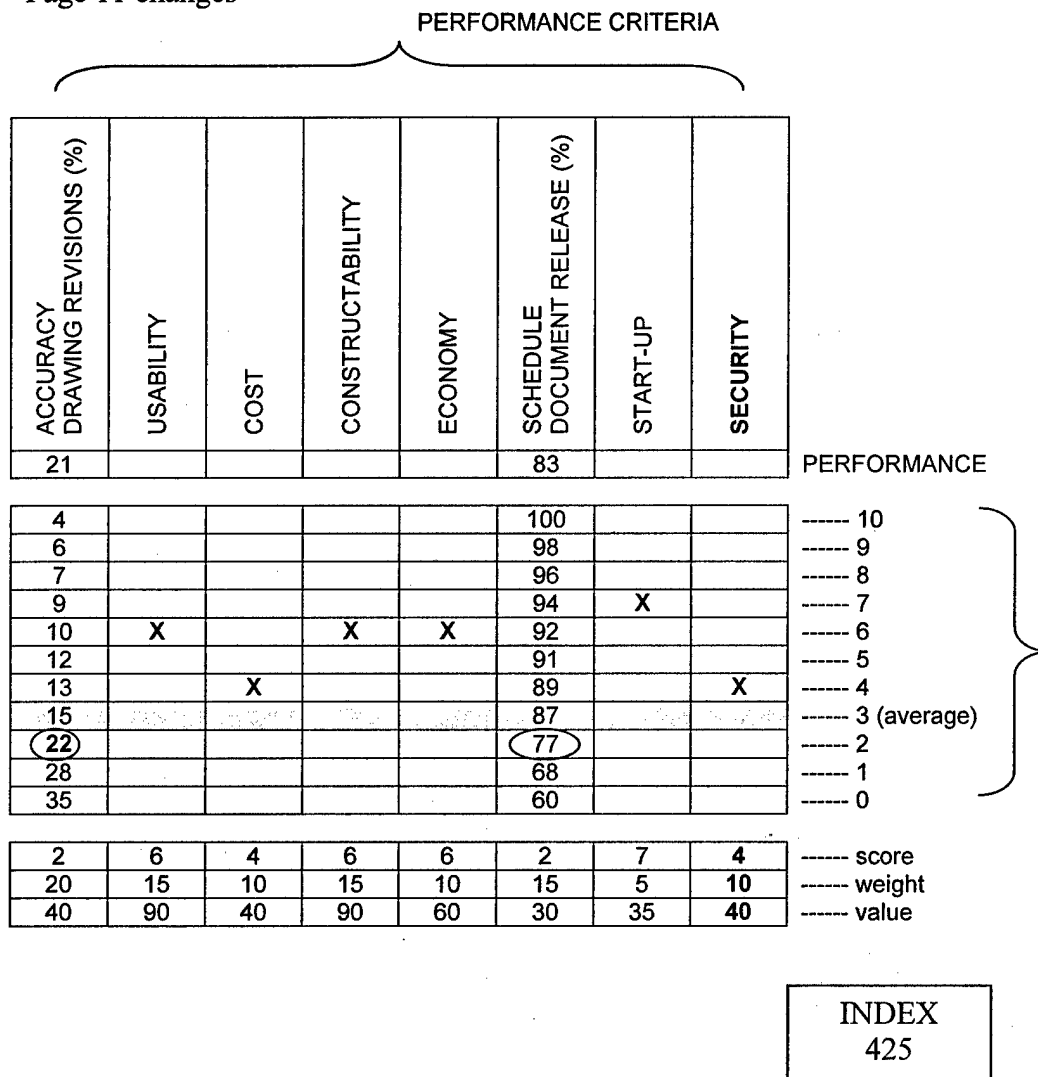 Page 11 changes
PERFORMANCE CRITERIA
ACCURACY
DRAWING REVISIONS (%)
USABILITY
COST
CONSTRUCTABILITY
ECONOMY
SCHEDULE
DOCUMENT RELEASE (%)
START-UP
SECURITY
21 83 PERFORMANCE
4 100 ------ 10
6 98 ------ 9
7 96 ------ 8
9 94 X ------ 7
10 X X X 92 ------ 6
12 91 ------ 5
13 X 89 X ------ 4
15 87 ------ 3 (average)
22 77 ------ 2
28 68 ------ 1
35 60 ------ 0
2 6 4 6 6 2 7 4 ------ score
20 15 10 15 10 15 5 10 ------ weight
40 90 40 90 60 30 35 40 ------ value
INDEX
425